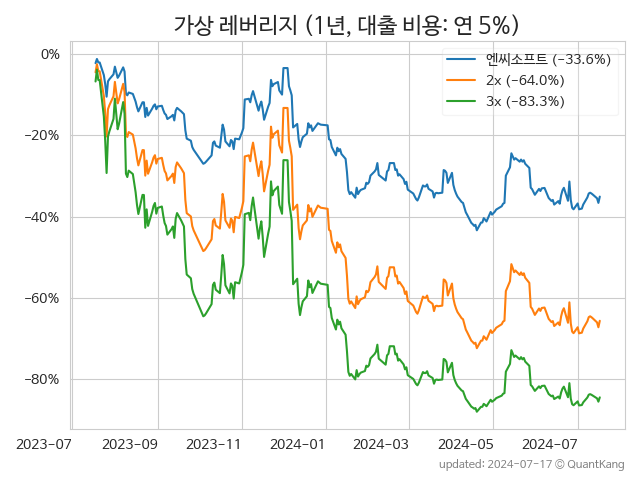 가상 레버리지 (1년, 대출 비용: 연 5%)
엔씨소프트 (−33.6%)
2x (−64.0%)
3x (−83.3%)
0%
−20%
−40%
−60%
−80%
2023-07 2023-09 2023-11 2024-01 2024-03 2024-05 2024-07
updated: 2024-07-17 © QuantKang